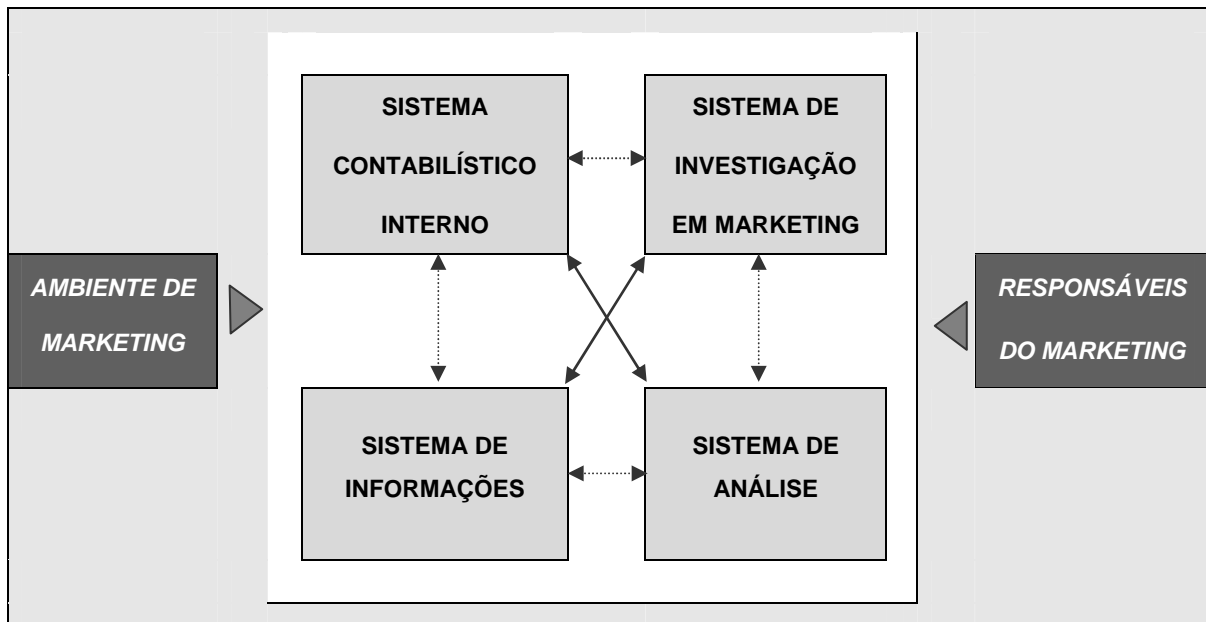 SISTEMA
CONTABILÍSTICO
INTERNO
SISTEMA DE
INVESTIGAÇÃO
EM MARKETING
AMBIENTE DE
MARKETING
RESPONSÁVEIS
DO MARKETING
SISTEMA DE
INFORMAÇÕES
SISTEMA DE
ANÁLISE